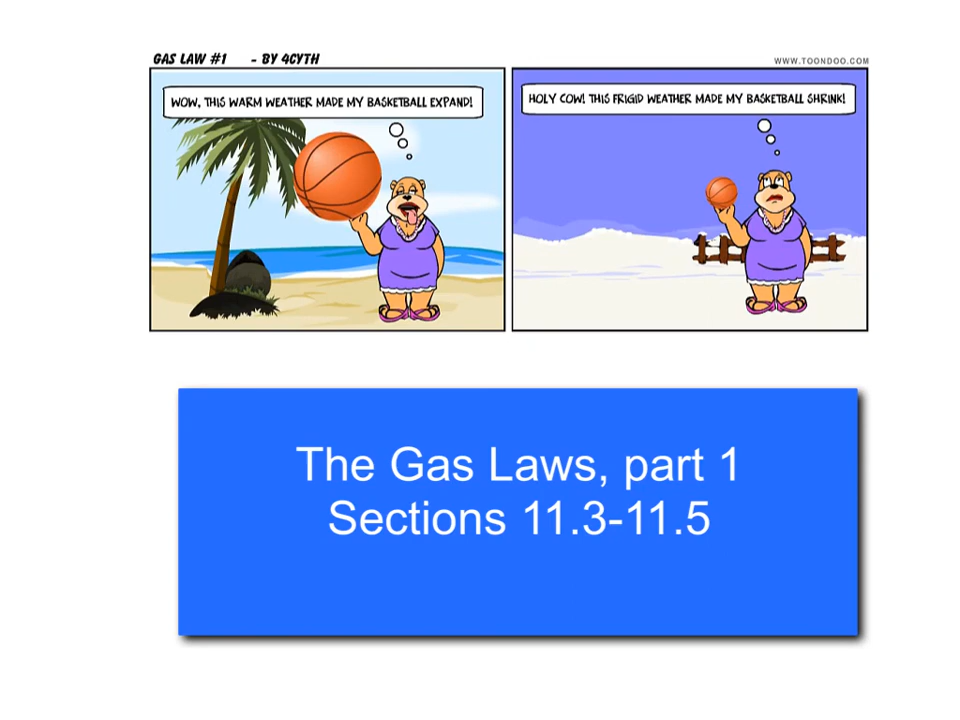 GAS LAW #1 - BY 4CYTH
WWW.TOONDOO.COM
WOW, THIS WARM WEATHER MADE MY BASKETBALL EXPAND!
HOLY COW! THIS FRIGID WEATHER MADE MY BASKETBALL SHRINK!
The Gas Laws, part 1
Sections 11.3-11.5